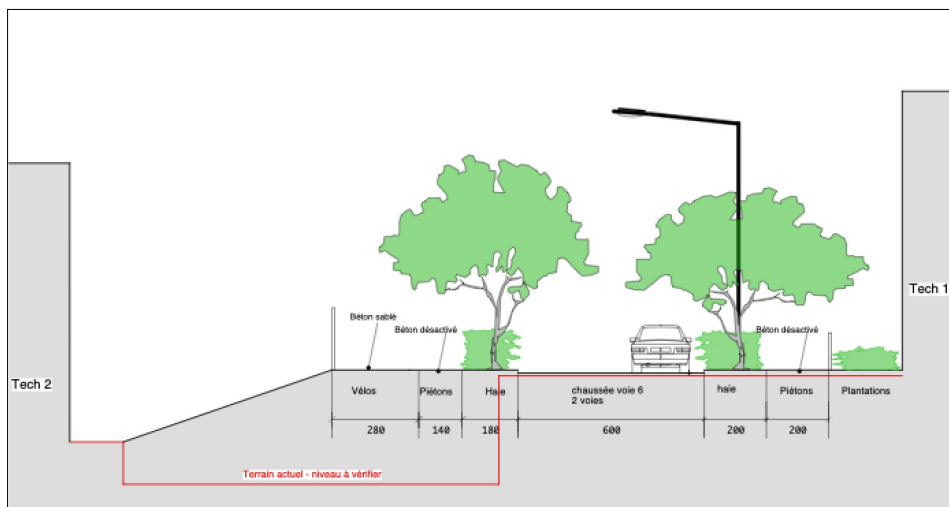 Tech 1
Béton sablé
Béton désactivé
Béton désactivé
Tech 2
Vélos
Piétons
Haie
chaussée voie 6
2 voies
haie
Piétons
Plantations
280
140
180
600
200
200
Terrain actuel - niveau à vérifier